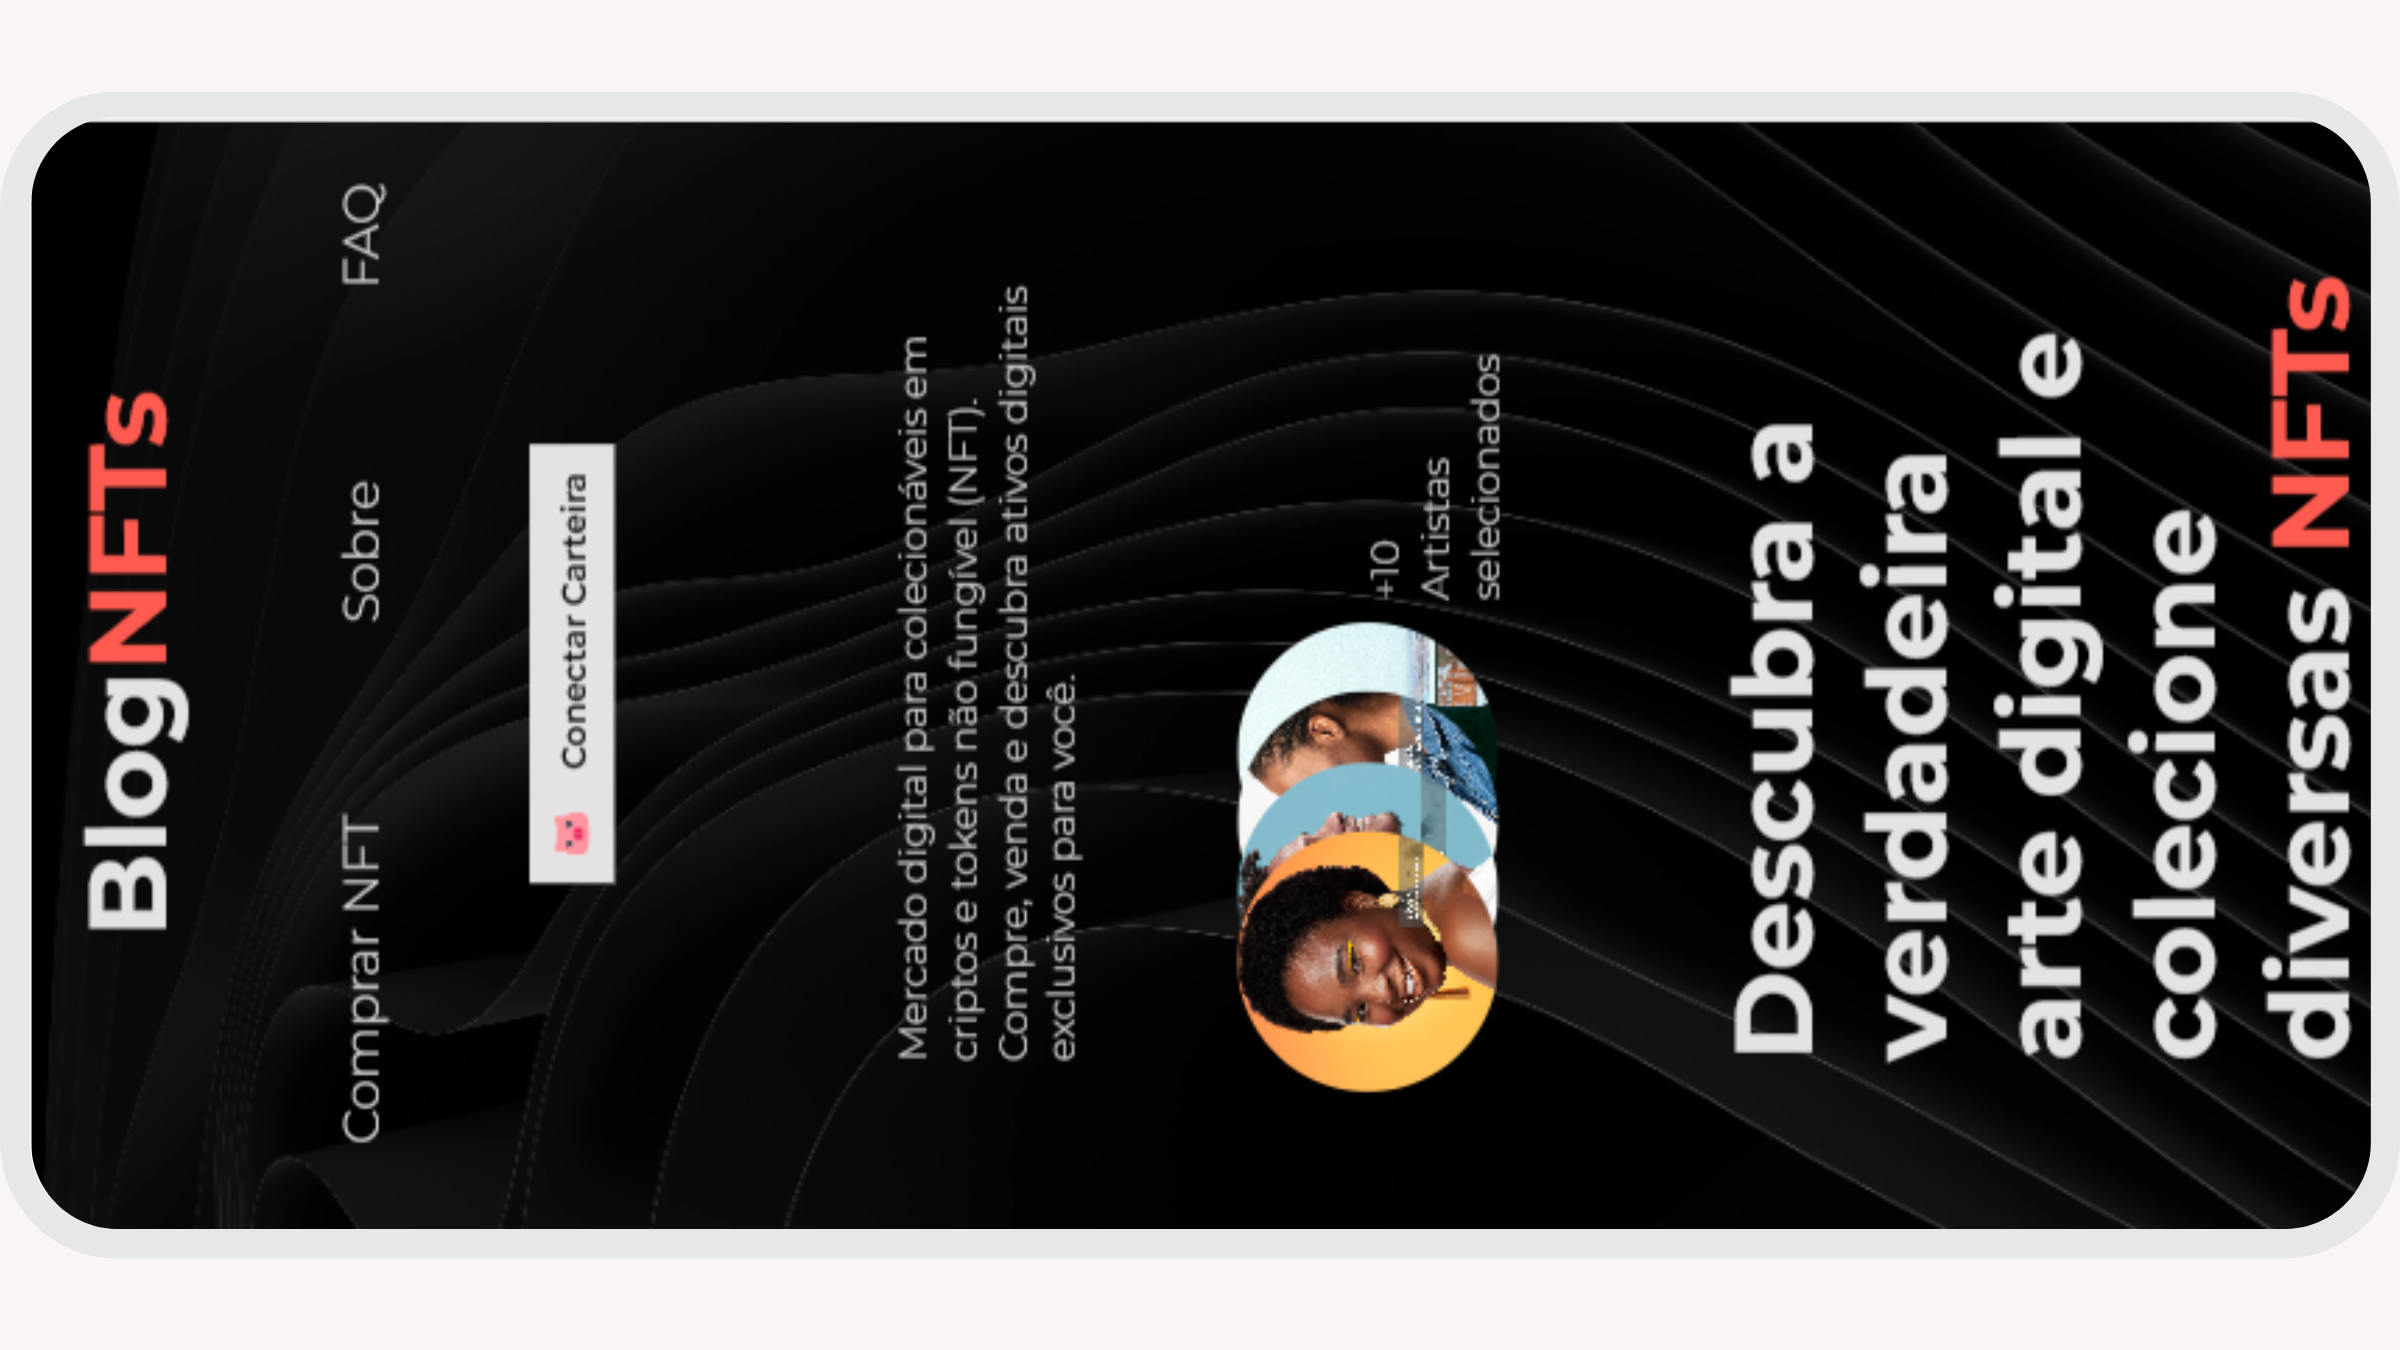 BlogNFTs
Comprar NFT Sobre FAQ
Conectar Carteira
Mercado digital para colecionáveis em
criptos e tokens não fungível (NFT).
Compre, venda e descubra ativos digitais
exclusivos para você.
+10
Artistas
selecionados
Descubra a
verdadeira
arte digital e
colecione
diversas NFTs